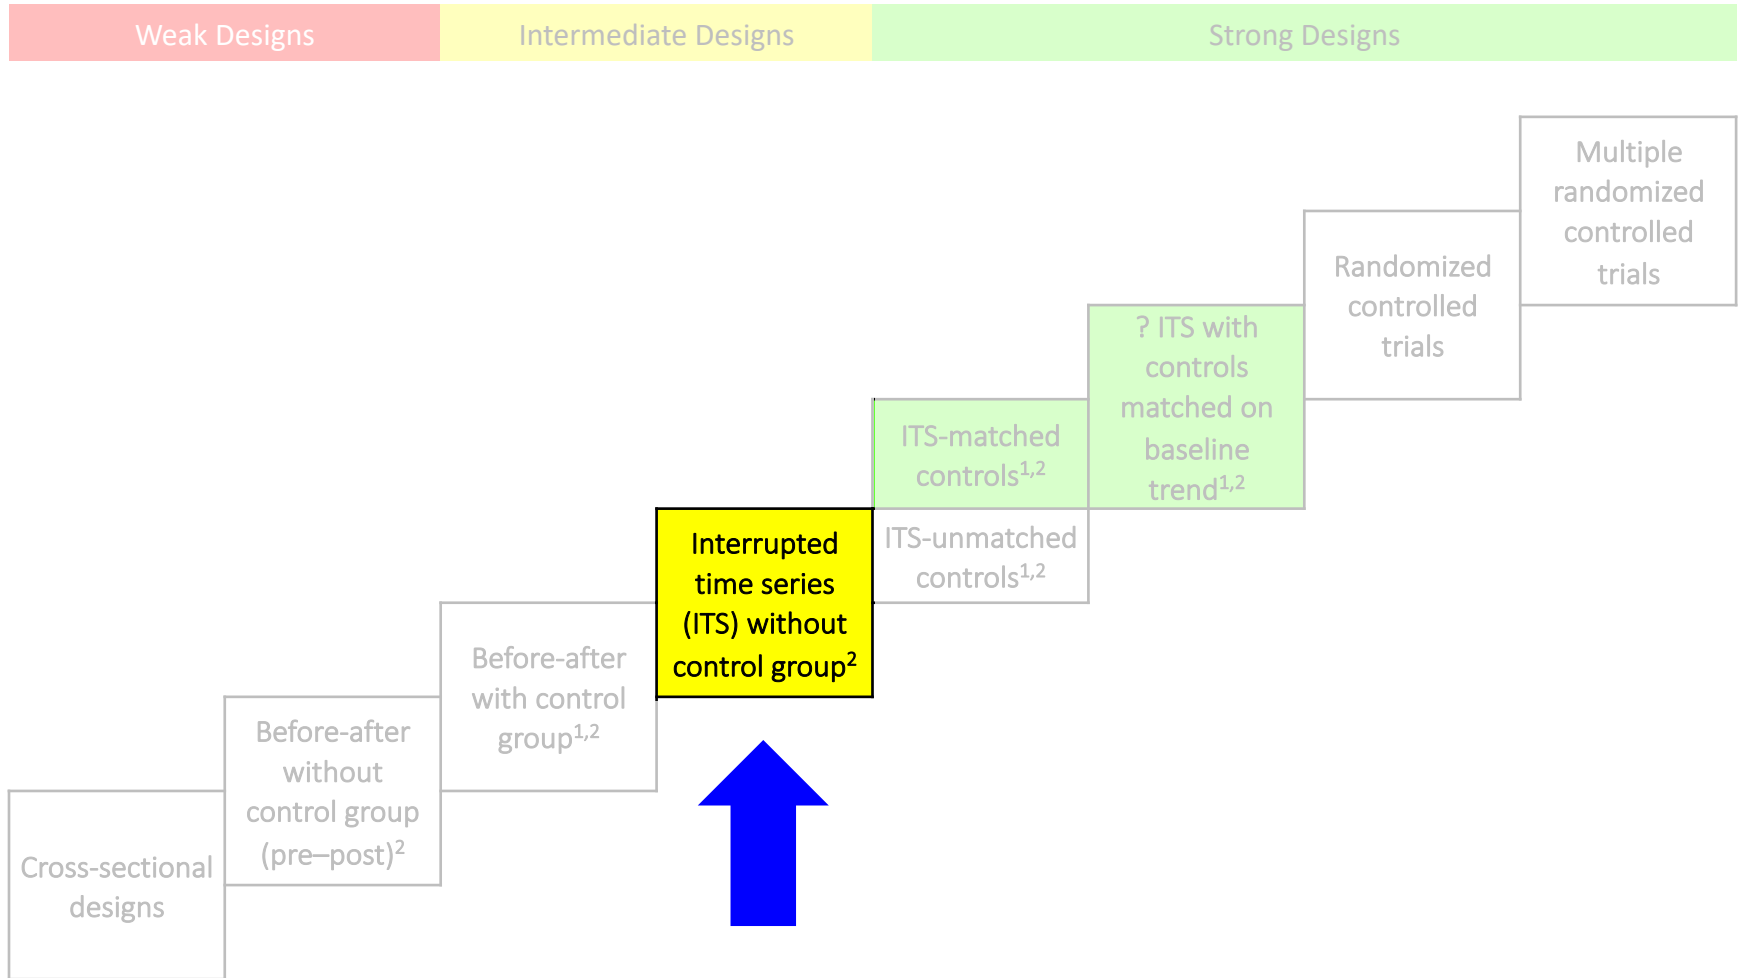 Weak Designs
Intermediate Designs
Strong Designs
Multiple
randomized
controlled
trials
Randomized
controlled
trials
? ITS with
controls
matched on
baseline
trend1,2
ITS-matched
controls1,2
ITS-unmatched
controls1,2
Interrupted
time series
(ITS) without
control group2
Before-after
with control
group1,2
Before-after
without
control group
(pre–post)2
Cross-sectional
designs